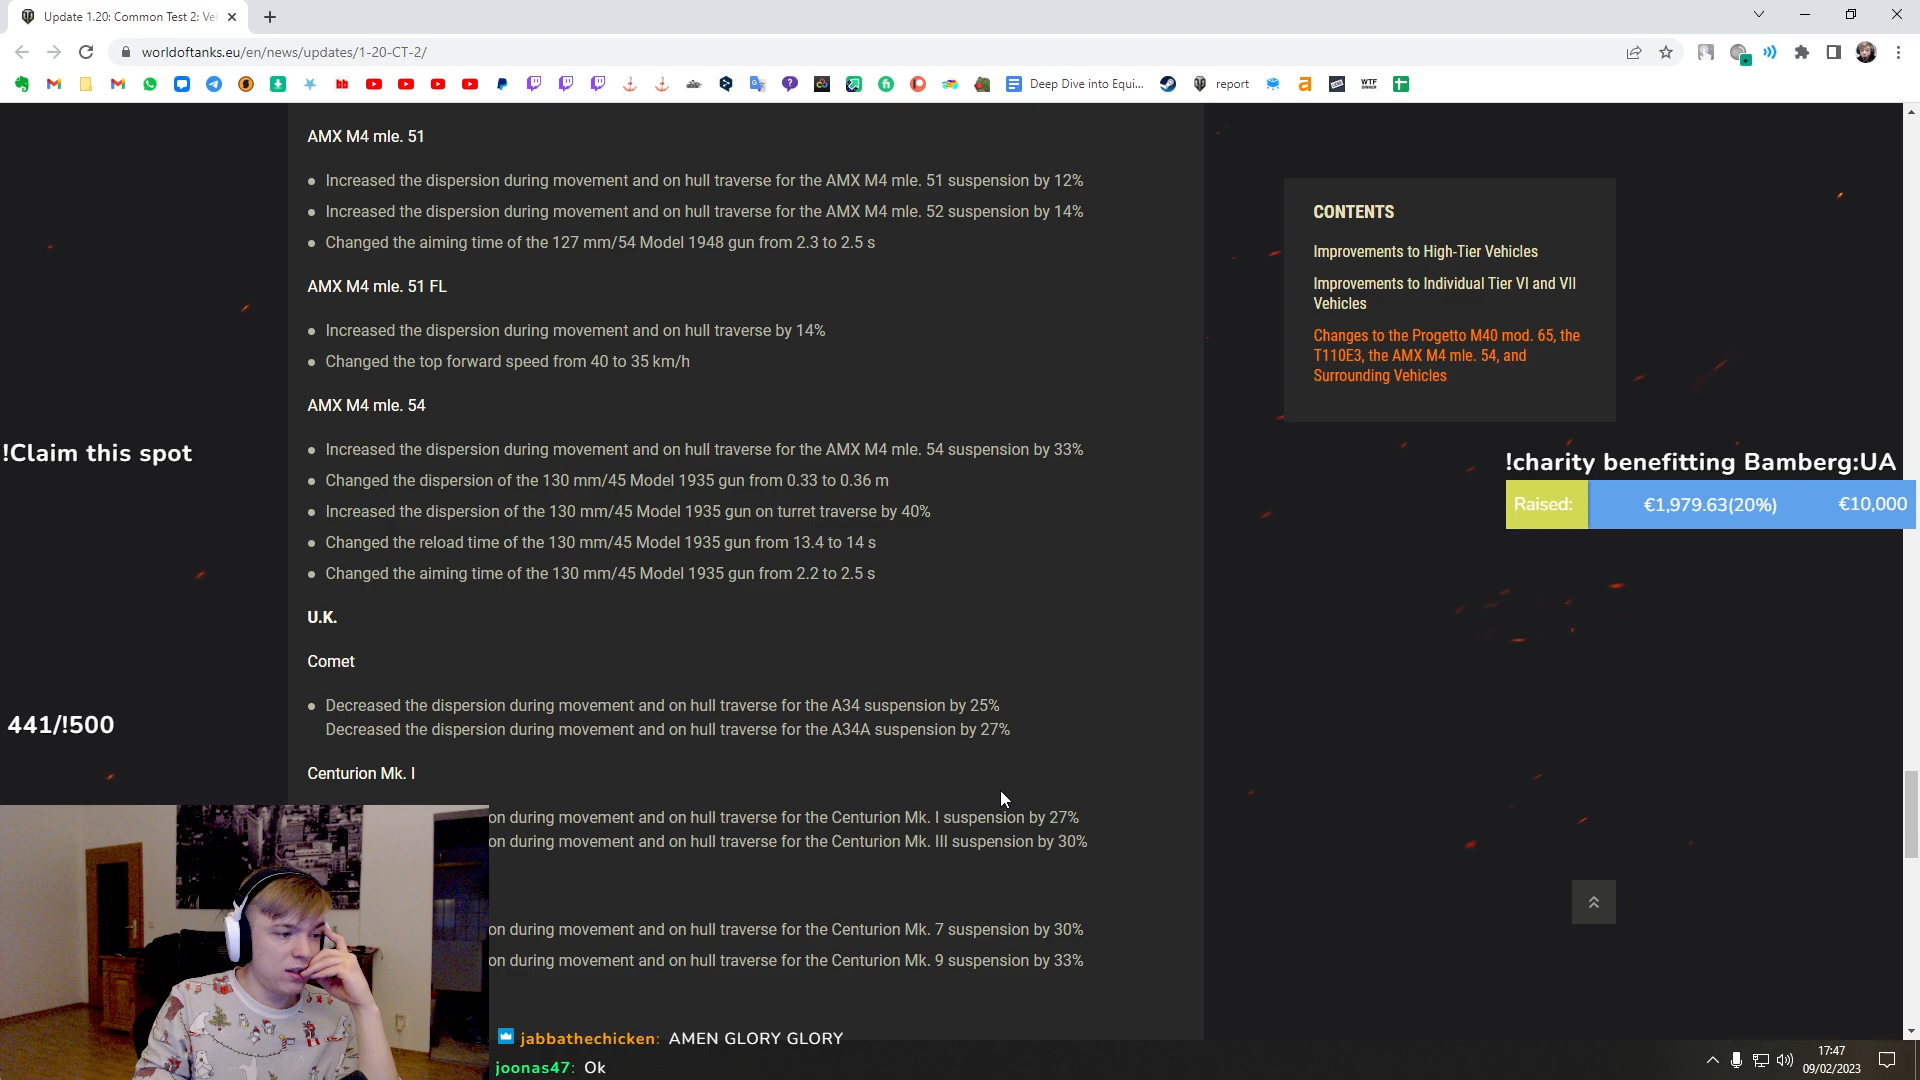 Update 1.20: Common Test 2: Ve
worldoftanks.eu/en/news/updates/1-20-CT-2/
Deep Dive into Equi...
report
AMX M4 mle. 51
Increased the dispersion during movement and on hull traverse for the AMX M4 mle. 51 suspension by 12%
Increased the dispersion during movement and on hull traverse for the AMX M4 mle. 52 suspension by 14%
Changed the aiming time of the 127 mm/54 Model 1948 gun from 2.3 to 2.5 s
AMX M4 mle. 51 FL
Increased the dispersion during movement and on hull traverse by 14%
Changed the top forward speed from 40 to 35 km/h
AMX M4 mle. 54
Increased the dispersion during movement and on hull traverse for the AMX M4 mle. 54 suspension by 33%
Changed the dispersion of the 130 mm/45 Model 1935 gun from 0.33 to 0.36 m
Increased the dispersion of the 130 mm/45 Model 1935 gun on turret traverse by 40%
Changed the reload time of the 130 mm/45 Model 1935 gun from 13.4 to 14 s
Changed the aiming time of the 130 mm/45 Model 1935 gun from 2.2 to 2.5 s
U.K.
Comet
Decreased the dispersion during movement and on hull traverse for the A34 suspension by 25%
Decreased the dispersion during movement and on hull traverse for the A34A suspension by 27%
Centurion Mk. I
on during movement and on hull traverse for the Centurion Mk. I suspension by 27%
on during movement and on hull traverse for the Centurion Mk. III suspension by 30%
on during movement and on hull traverse for the Centurion Mk. 7 suspension by 30%
on during movement and on hull traverse for the Centurion Mk. 9 suspension by 33%
CONTENTS
Improvements to High-Tier Vehicles
Improvements to Individual Tier VI and VII
Vehicles
Changes to the Progetto M40 mod. 65, the
T110E3, the AMX M4 mle. 54, and
Surrounding Vehicles
!Claim this spot
441/!500
!charity benefitting Bamberg:UA
Raised: €1,979.63(20%) €10,000
jabbathechicken: AMEN GLORY GLORY
joonas47: Ok
17:47
09/02/2023